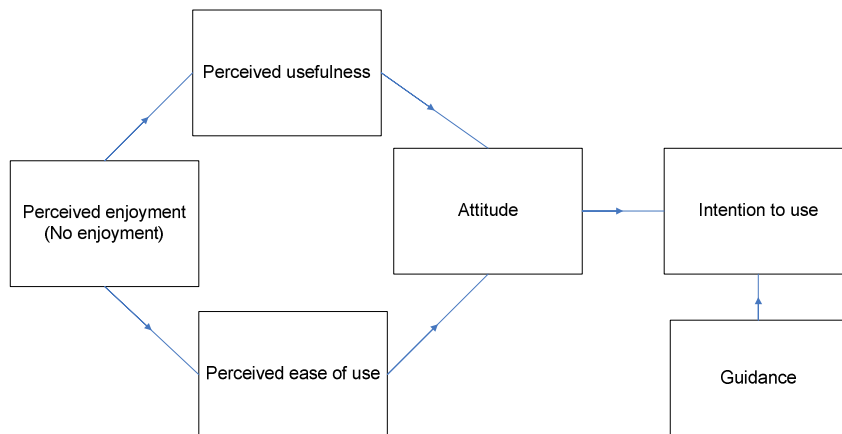 Perceived usefulness
Perceived enjoyment
(No enjoyment)
Attitude
Intention to use
Perceived ease of use
Guidance